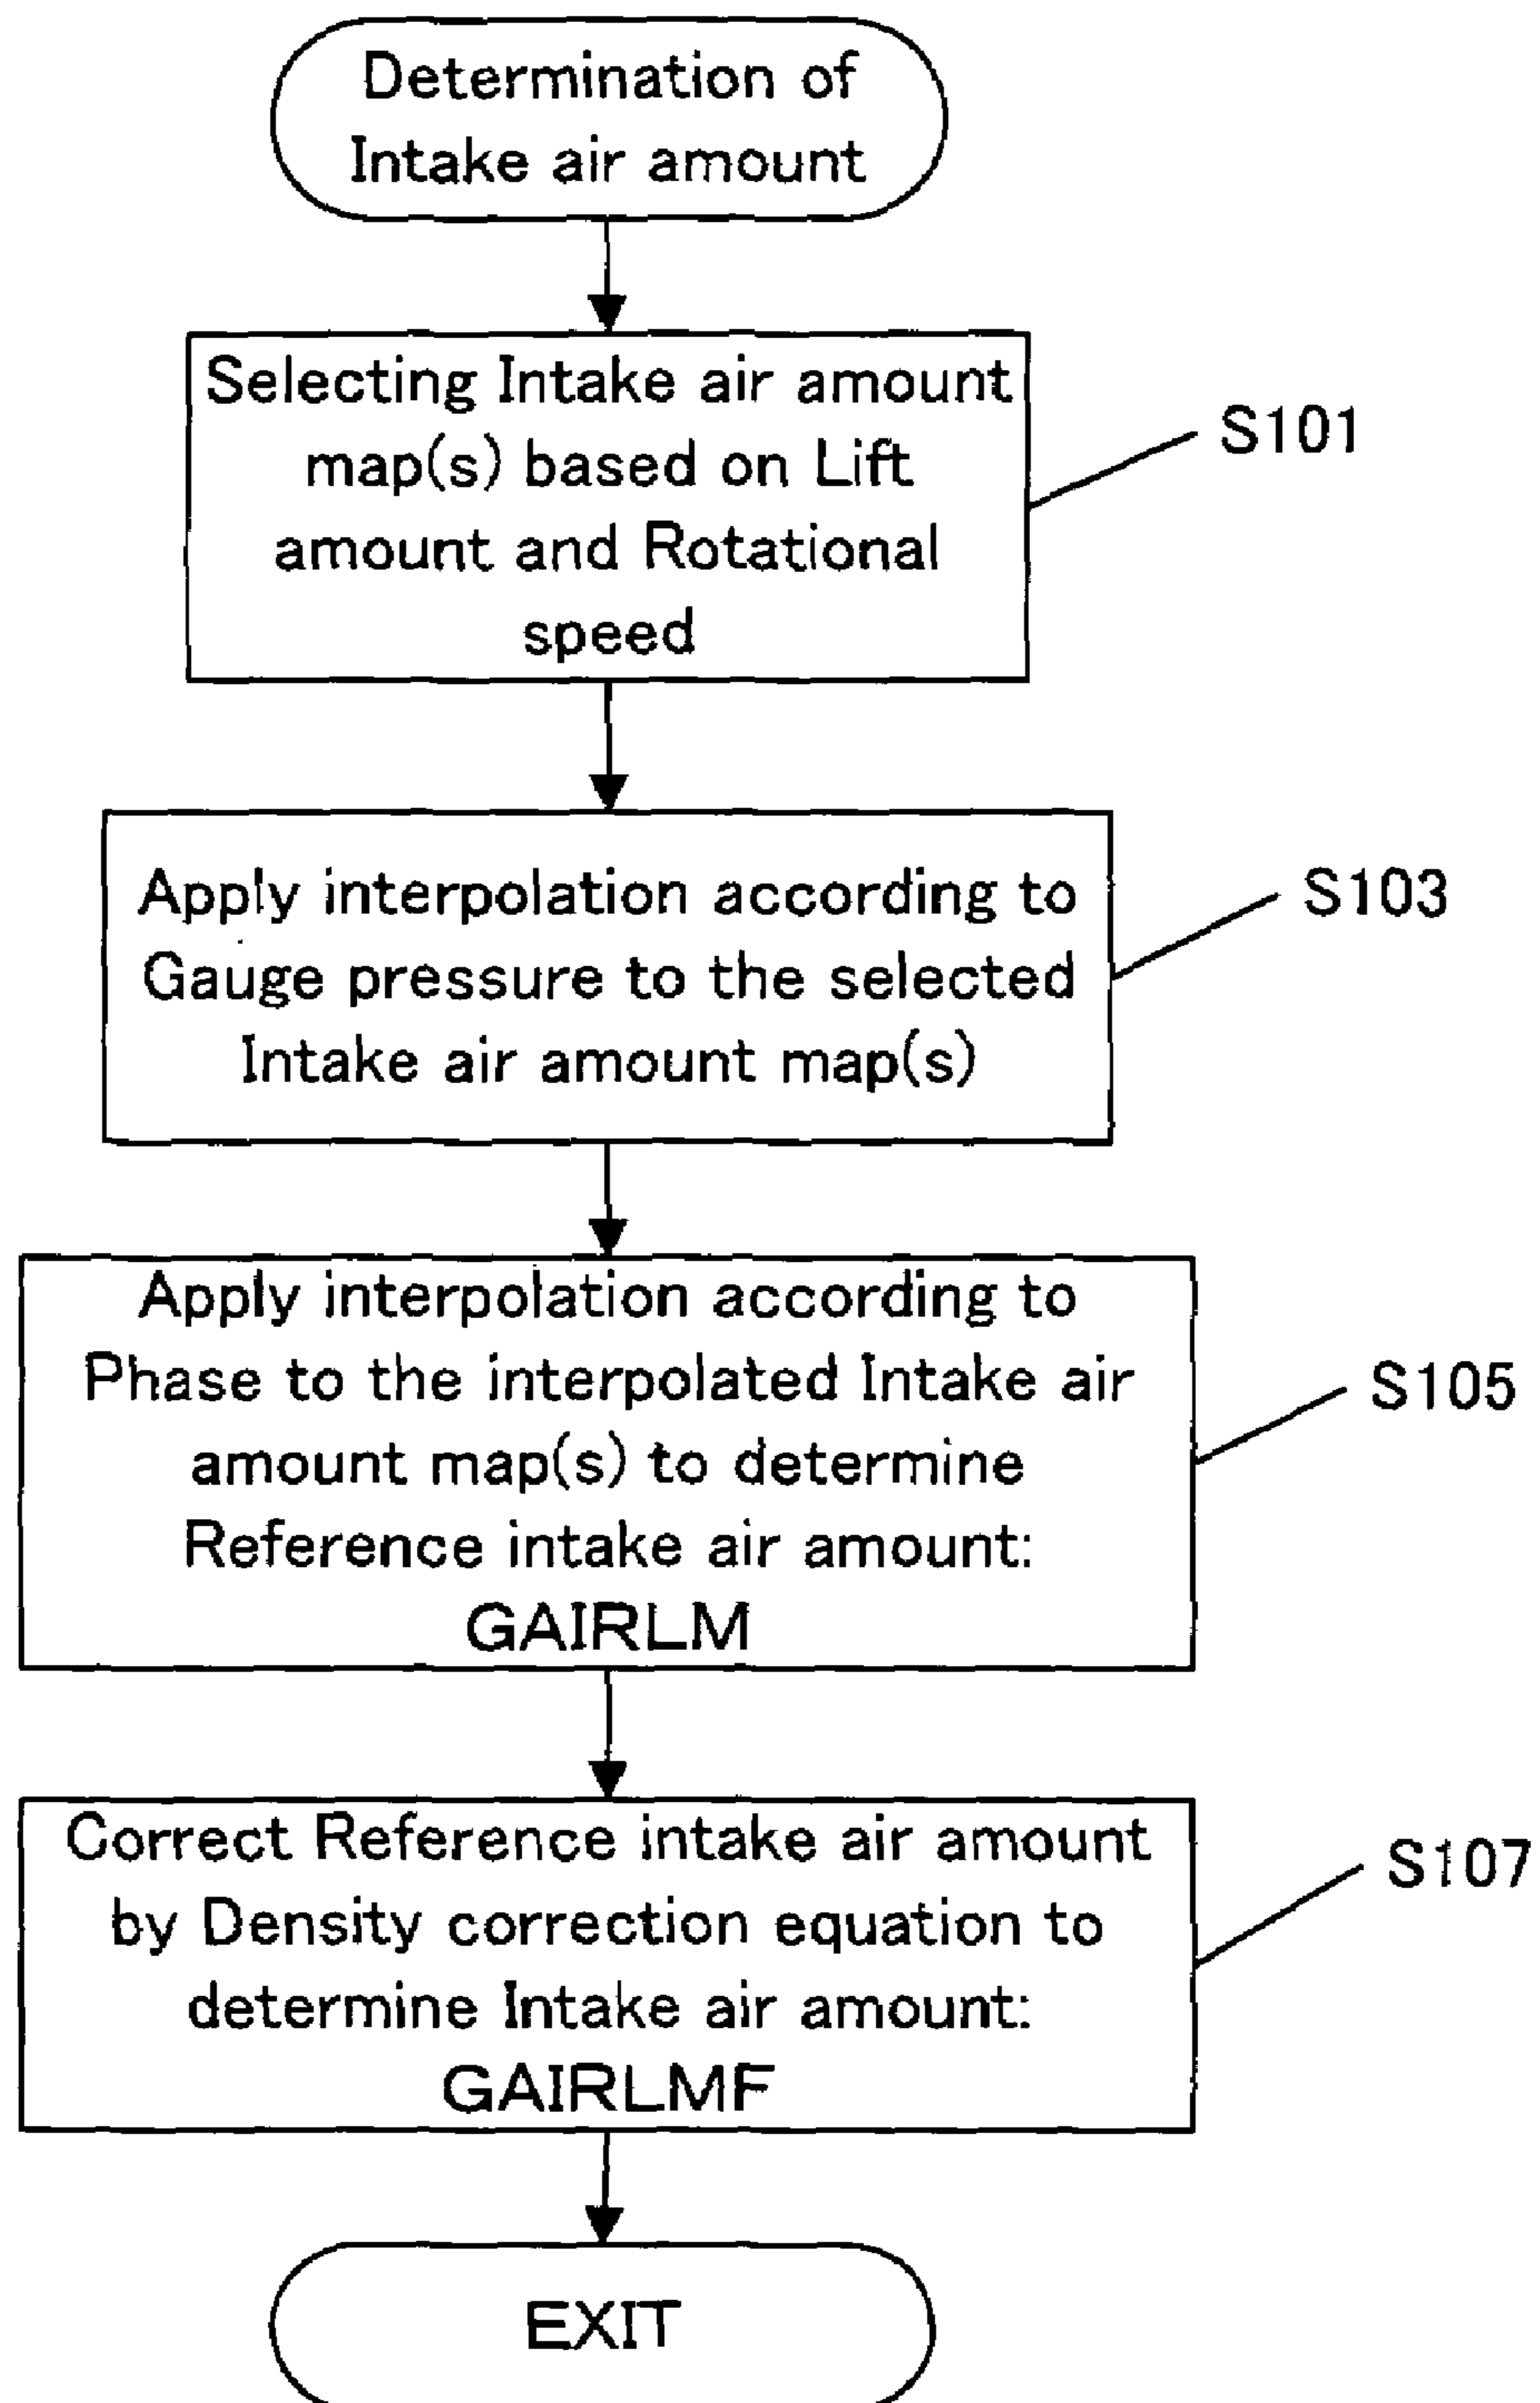 Determination of
Intake air amount
Selecting Intake air amount
map(s) based on Lift
amount and Rotational
speed
S101
Apply interpolation according to
Gauge pressure to the selected
Intake air amount map(s)
S103
Apply interpolation according to
Phase to the interpolated Intake air
amount map(s) to determine
Reference intake air amount:
GAIRLM
S105
Correct Reference intake air amount
by Density correction equation to
determine Intake air amount:
GAIRLMF
S107
EXIT